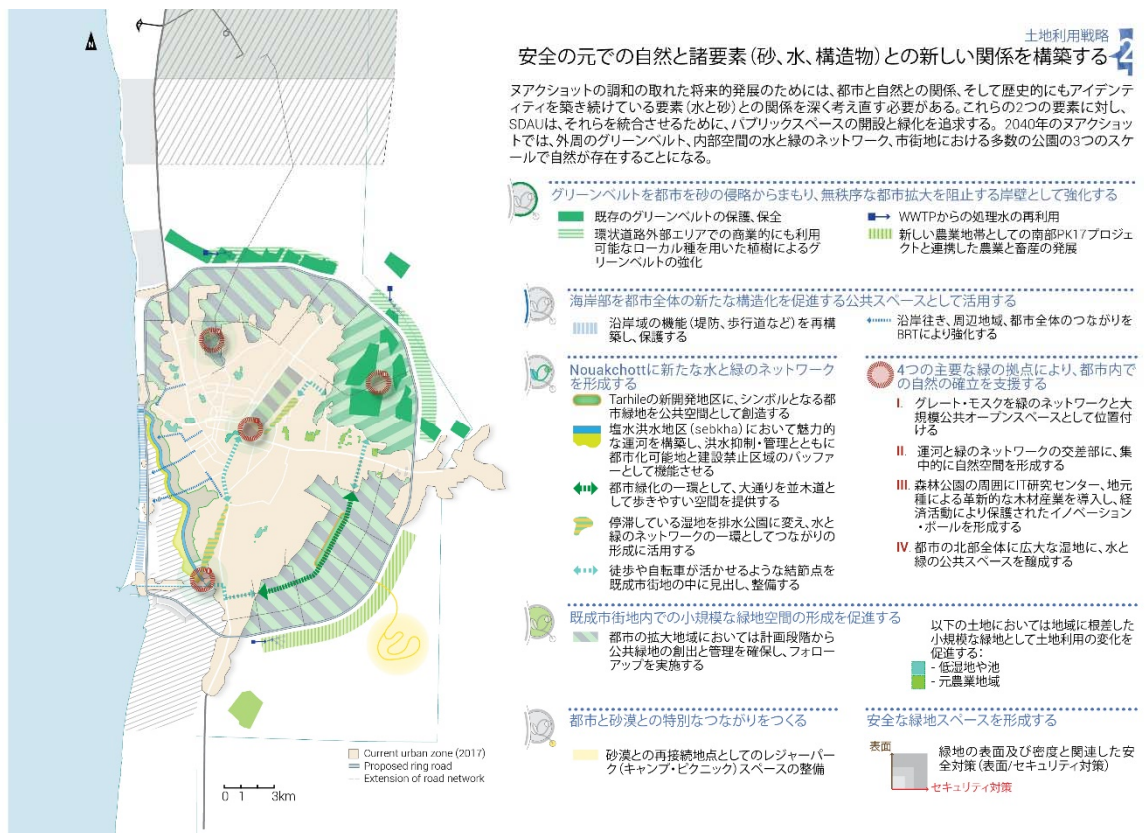 土地利用戦略
安全の元での自然と諸要素（砂、水、構造物）との新しい関係を構築する
2
ヌアクショットの調和の取れた将来的発展のためには、都市と自然との関係、そして歴史的にもアイデン
ティティを築き続けている要素（水と砂）との関係を深く考え直す必要がある。これらの2つの要素に対し、
SDAUは、それらを統合させるために、パブリックスペースの開設と緑化を追求する。2040年のヌアクショッ
トでは、外周のグリーンベルト、内部空間の水と緑のネットワーク、市街地における多数の公園の3つのスケ
ールで自然が存在することになる。
グリーンベルトを都市を砂の侵略からまもり、無秩序な都市拡大を阻止する岸壁として強化する
既存のグリーンベルトの保護、保全
環状道路外部エリアでの商業的にも利用
可能なローカル種を用いた植樹によるグ
リーンベルトの強化
WWTPからの処理水の再利用
新しい農業地帯としての南部PK17プロジェ
クトと連携した農業と畜産の発展
海岸部を都市全体の新たな構造化を促進する公共スペースとして活用する
沿岸域の機能（堤防、歩行道など）を再構
築し、保護する
沿岸往き、周辺地域、都市全体のつながりを
BRTにより強化する
Nouakchottに新たな水と緑のネットワーク
を形成する
Tarhileの新開発地区に、シンボルとなる都
市緑地を公共空間として創造する
塩水洪水地区（sebkha）において魅力的
な運河を構築し、洪水抑制・管理とともに
都市化可能地と建設禁止区域のバッファ
ーとして機能させる
都市緑化の一環として、大通りを並木道と
して歩きやすい空間を提供する
停滞している湿地を排水公園に変え、水と
緑のネットワークの一環としてつながりの
形成に活用する
徒歩や自転車が活かせるような結節点を
既成市街地の中に見出し、整備する
4つの主要な緑の拠点により、都市内で
の自然の確立を支援する
I. グレート・モスクを緑のネットワークと大
規模公共オープンスペースとして位置付
ける
II. 運河と緑のネットワークの交差部に、集
中的に自然空間を形成する
III. 森林公園の周囲にIT研究センター、地元
種による革新的な木材産業を導入し、経
済活動により保護されたイノベーション
・ポールを形成する
IV. 都市の北部全体に広大な湿地に、水と
緑の公共スペースを醸成する
既成市街地内での小規模な緑地空間の形成を促進する
都市の拡大地域においては計画段階から
公共緑地の創出と管理を確保し、フォロー
アップを実施する
以下の土地においては地域に根差した
小規模な緑地として土地利用の変化を
促進する：
- 低湿地や池
- 元農業地域
都市と砂漠との特別なつながりをつくる
砂漠との再接続地点としてのレジャーパー
ク（キャンプ・ピクニック）スペースの整備
安全な緑地スペースを形成する
表面
緑地の表面及び密度と関連した安
全対策（表面/セキュリティ対策）
セキュリティ対策
N
Current urban zone (2017)
Proposed ring road
Extension of road network
0 1 3km